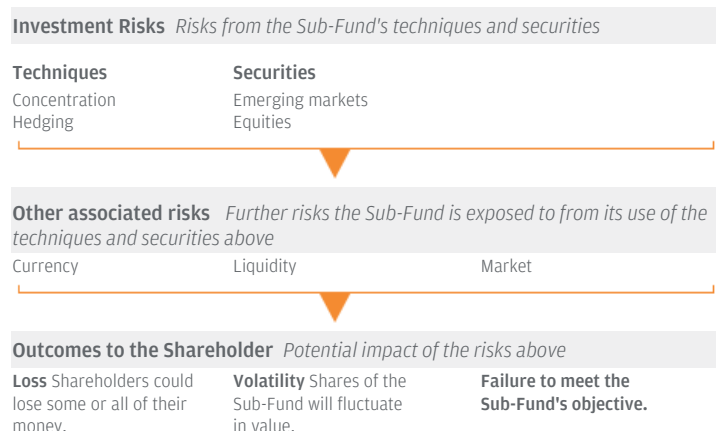 Investment Risks Risks from the Sub-Fund's techniques and securities
Techniques Securities
Concentration Emerging markets
Hedging Equities
Other associated risks Further risks the Sub-Fund is exposed to from its use of the
techniques and securities above
Currency Liquidity Market
Outcomes to the Shareholder Potential impact of the risks above
Loss Shareholders could
lose some or all of their
money.
Volatility Shares of the
Sub-Fund will fluctuate
in value.
Failure to meet the
Sub-Fund's objective.